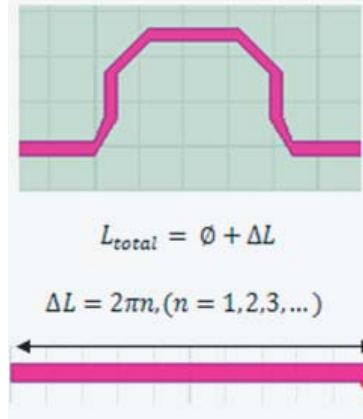 L_total = ∅ + ΔL
ΔL = 2πn, (n = 1,2,3, ...)